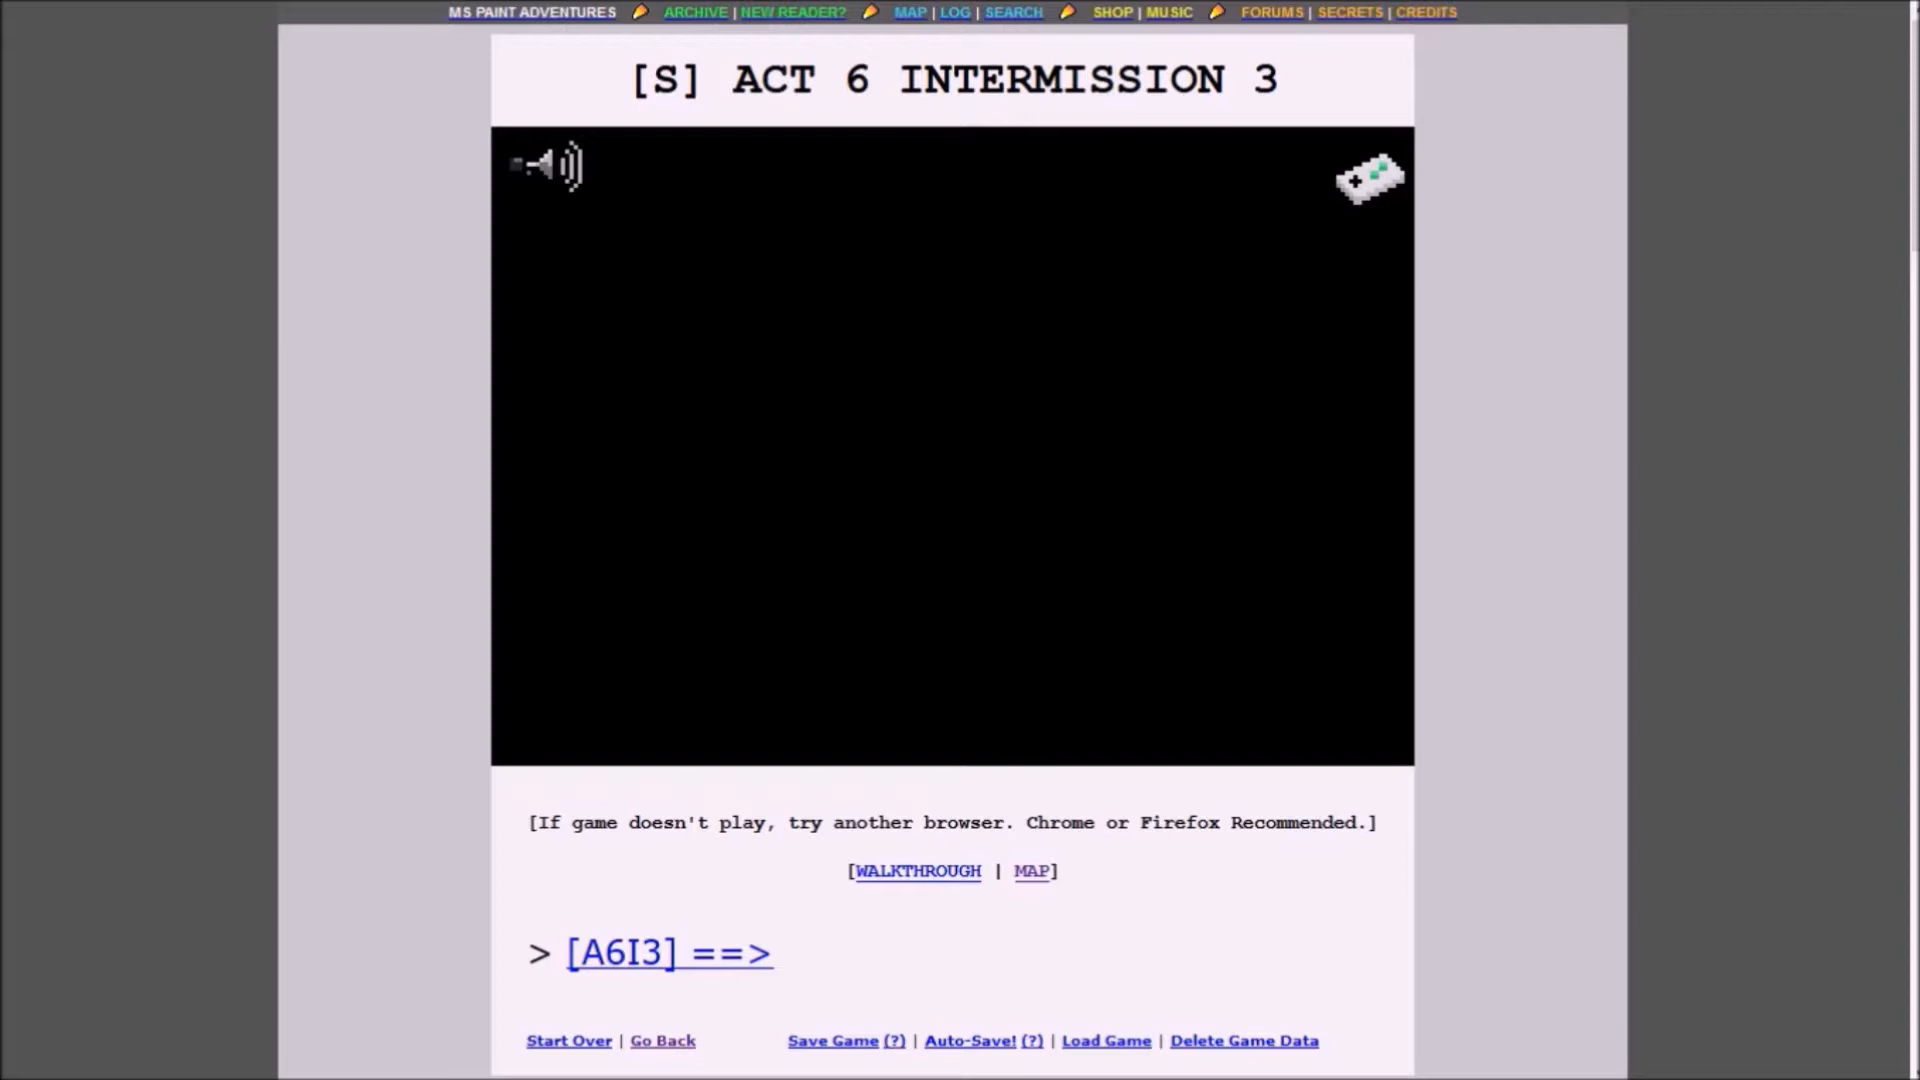 MS PAINT ADVENTURES ARCHIVE | NEW READER? MAP | LOG | SEARCH SHOP | MUSIC FORUMS | SECRETS | CREDITS
[S] ACT 6 INTERMISSION 3
[If game doesn't play, try another browser. Chrome or Firefox Recommended.]
[WALKTHROUGH | MAP]
> [A6I3] ==>
Start Over | Go Back Save Game (?) | Auto-Save! (?) | Load Game | Delete Game Data